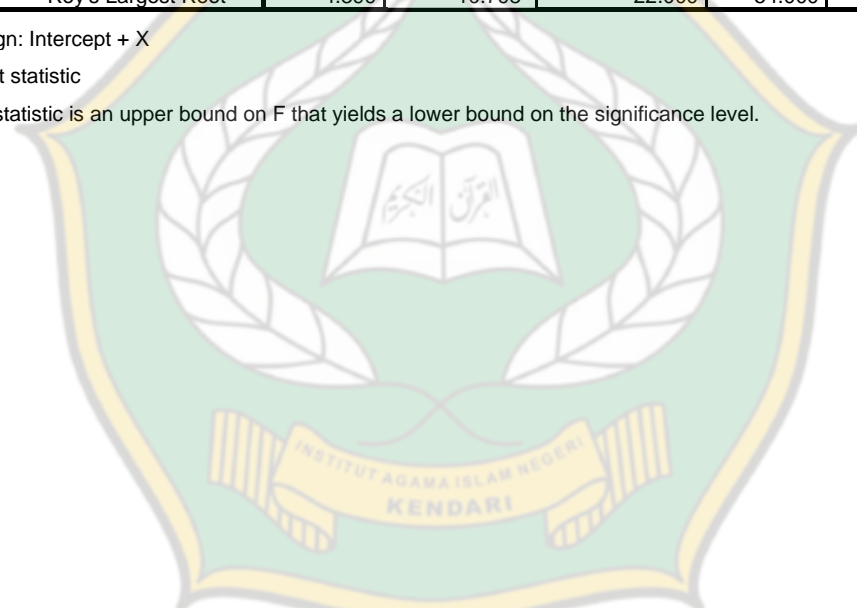 gn: Intercept + X
t statistic
statistic is an upper bound on F that yields a lower bound on the significance level.
القرآن الكريم
INSTITUT AGAMA ISLAM NEGERI
KENDARI